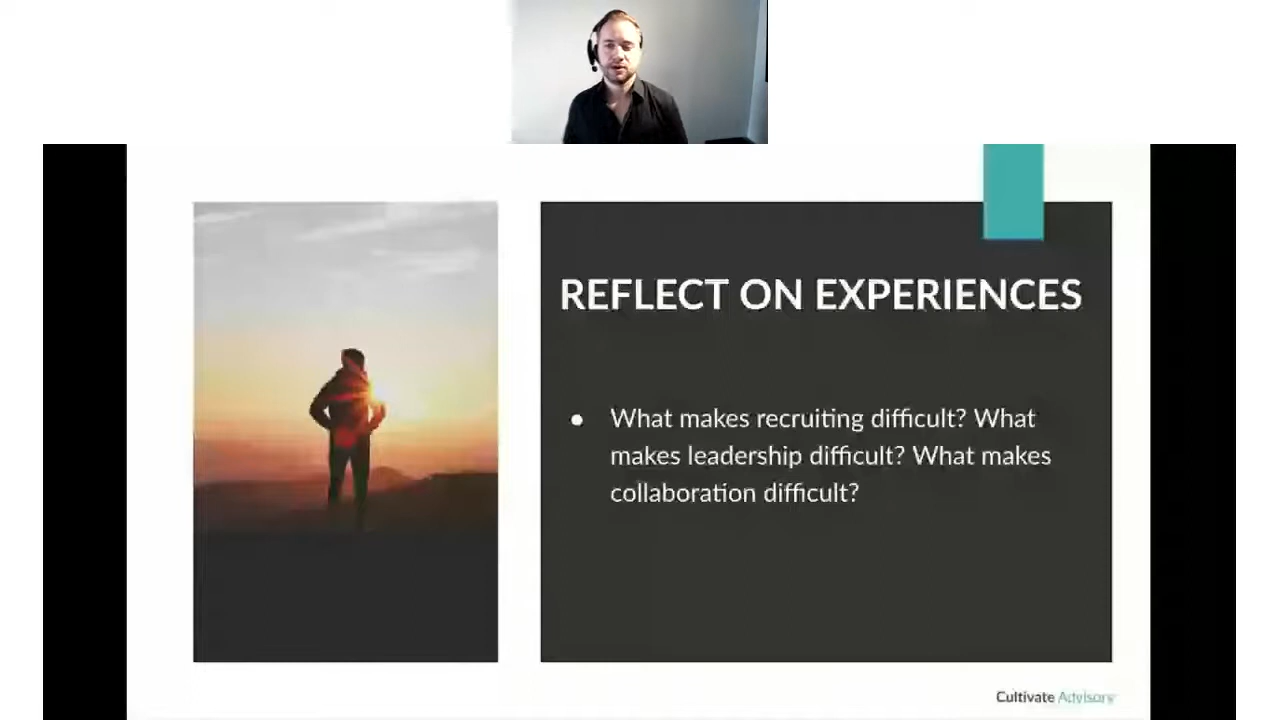 REFLECT ON EXPERIENCES
● What makes recruiting difficult? What
makes leadership difficult? What makes
collaboration difficult?
Cultivate Advisory